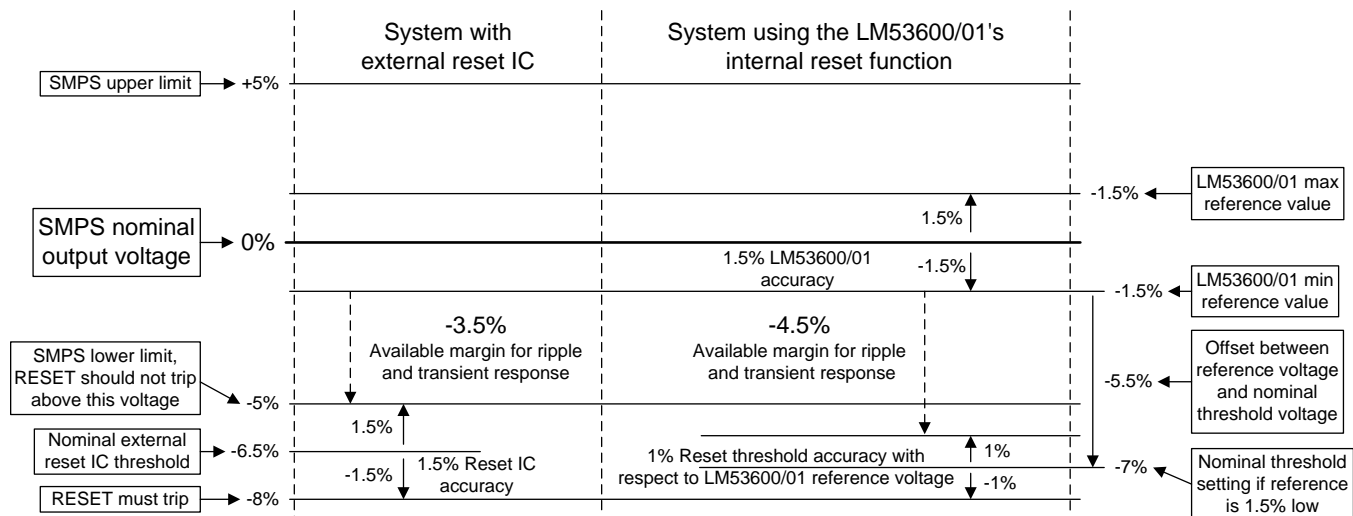 System with
external reset IC
System using the LM53600/01's
internal reset function
SMPS upper limit
+5%
1.5%
-1.5%
LM53600/01 max
reference value
SMPS nominal
output voltage
0%
1.5% LM53600/01
accuracy
-1.5%
-1.5%
LM53600/01 min
reference value
-3.5%
Available margin for ripple
and transient response
-4.5%
Available margin for ripple
and transient response
SMPS lower limit,
RESET should not trip
above this voltage
-5%
-5.5%
Offset between
reference voltage
and nominal
threshold voltage
1.5%
Nominal external
reset IC threshold
-6.5%
-1.5%
1.5% Reset IC
accuracy
1% Reset threshold accuracy with
respect to LM53600/01 reference voltage
1%
-1%
-7%
Nominal threshold
setting if reference
is 1.5% low
RESET must trip
-8%